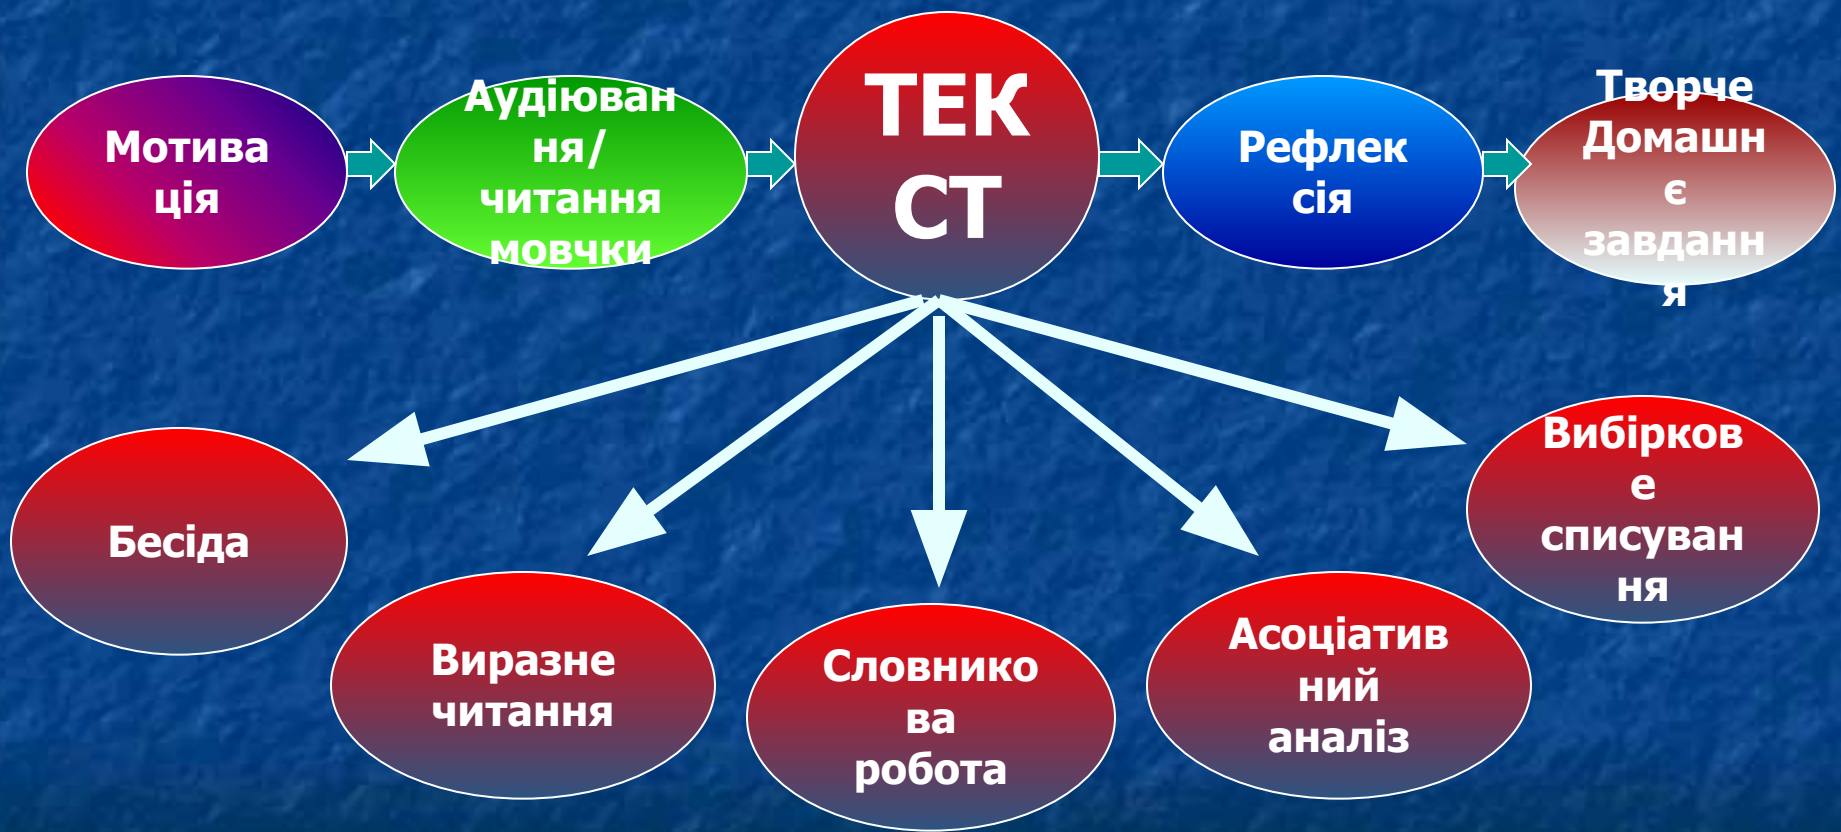 Мотива
ція
Аудіюван
ня/
читання
мовчки
ТЕК
СТ
Рефлек
сія
Творче
Домашн
є
завданн
я
Бесіда
Виразне
читання
Словнико
ва
робота
Асоціатив
ний
аналіз
Вибірков
е
списуван
ня